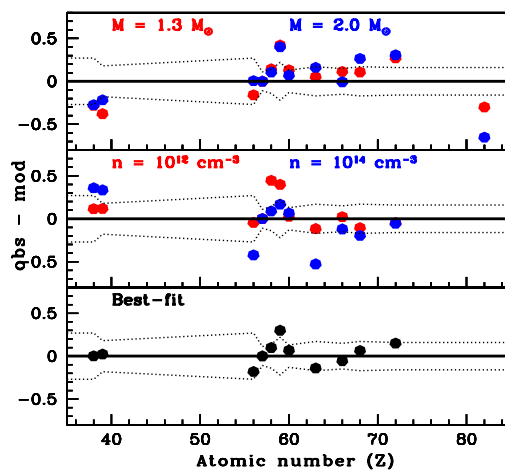 M = 1.3 M⊙ M = 2.0 M⊙
0.5
0
-0.5
n = 10¹² cm⁻³ n = 10¹⁴ cm⁻³
0.5
0
-0.5
obs - mod
Best-fit
0.5
0
-0.5
40 50 60 70 80
Atomic number (Z)